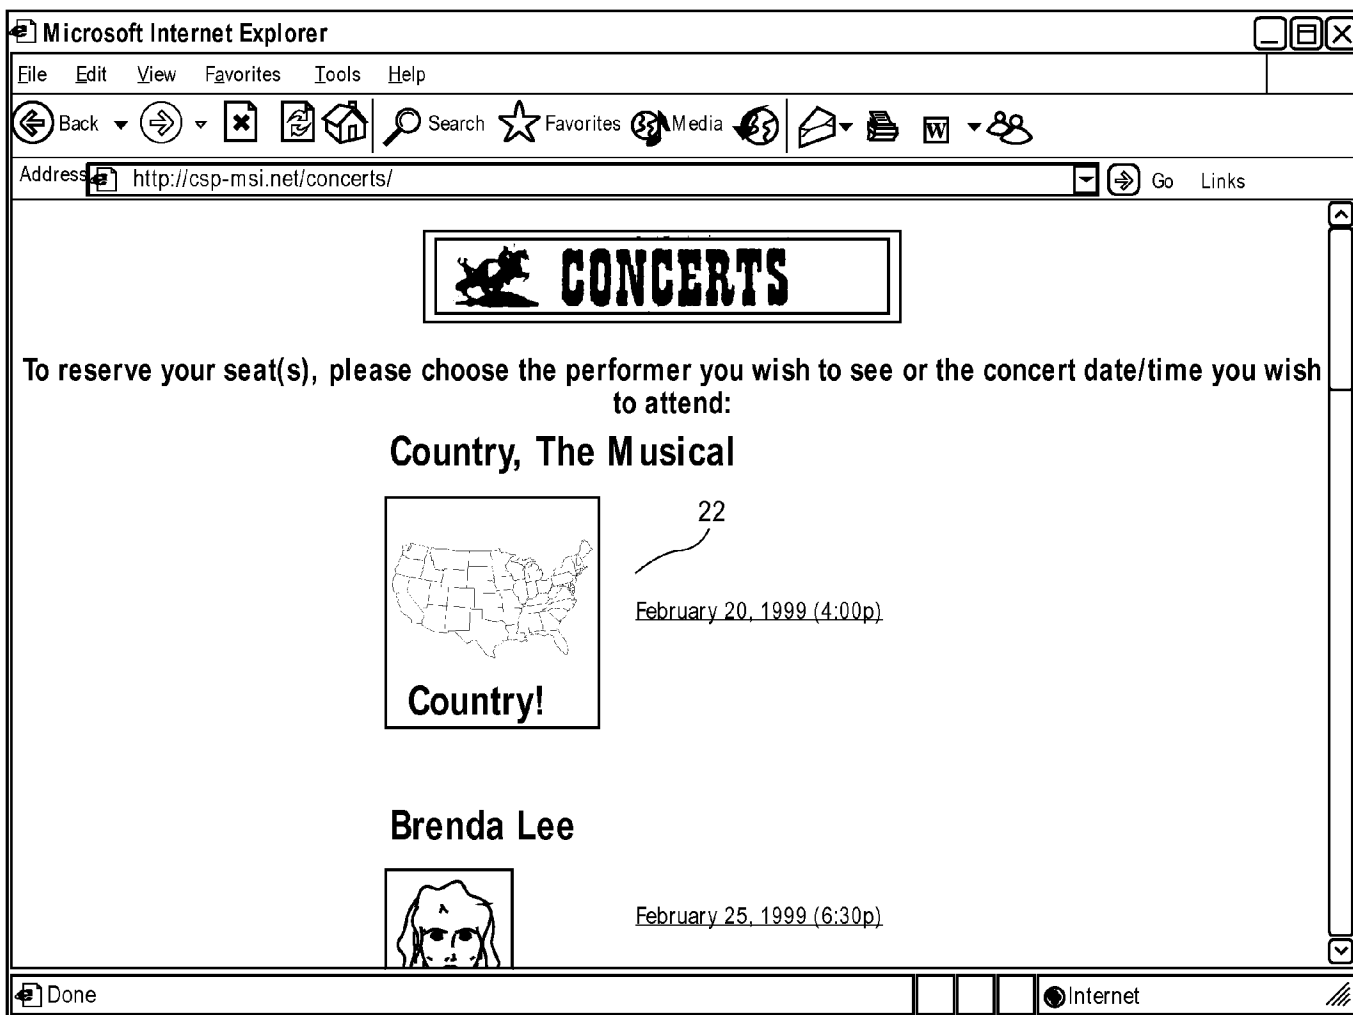 Microsoft Internet Explorer
File Edit View Favorites Tools Help
Back Search Favorites Media W
Address http://csp-msi.net/concerts/ Go Links
CONCERTS
To reserve your seat(s), please choose the performer you wish to see or the concert date/time you wish
to attend:
Country, The Musical
22
February 20, 1999 (4:00p)
Country!
Brenda Lee
February 25, 1999 (6:30p)
Done Internet